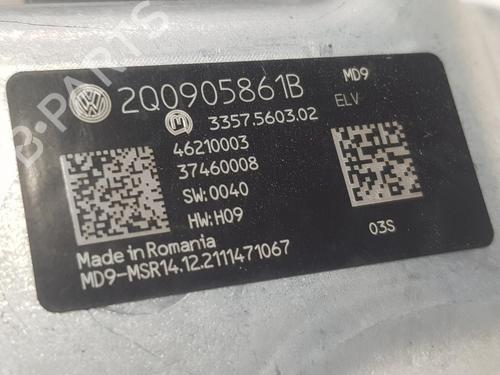 2Q0905861B
MD9
ELV
3357.5603.02
46210003
37460008
SW:0040
HW:H09
03S
Made in Romania
MD9-MSR14.12.2111471067
B-PARTS